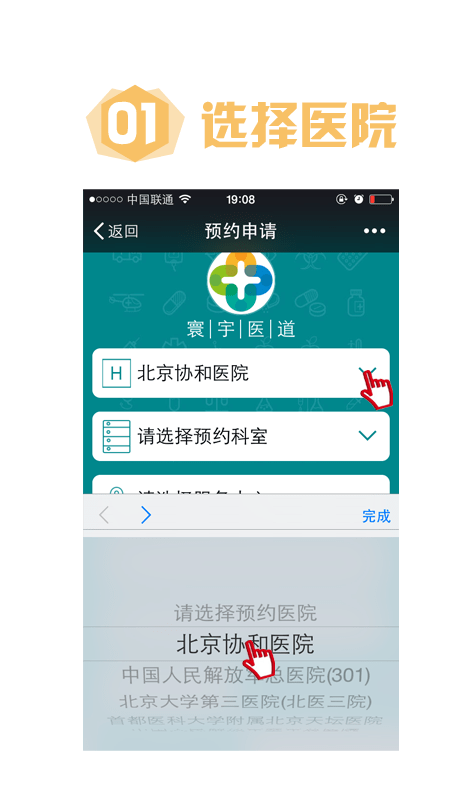 01 选择医院
中国联通 19:08
返回 预约申请
寰宇医道
H 北京协和医院
请选择预约科室
完成
请选择预约医院
北京协和医院
中国人民解放军总医院(301)
北京大学第三医院(北医三院)
首都医科大学附属北京天坛医院